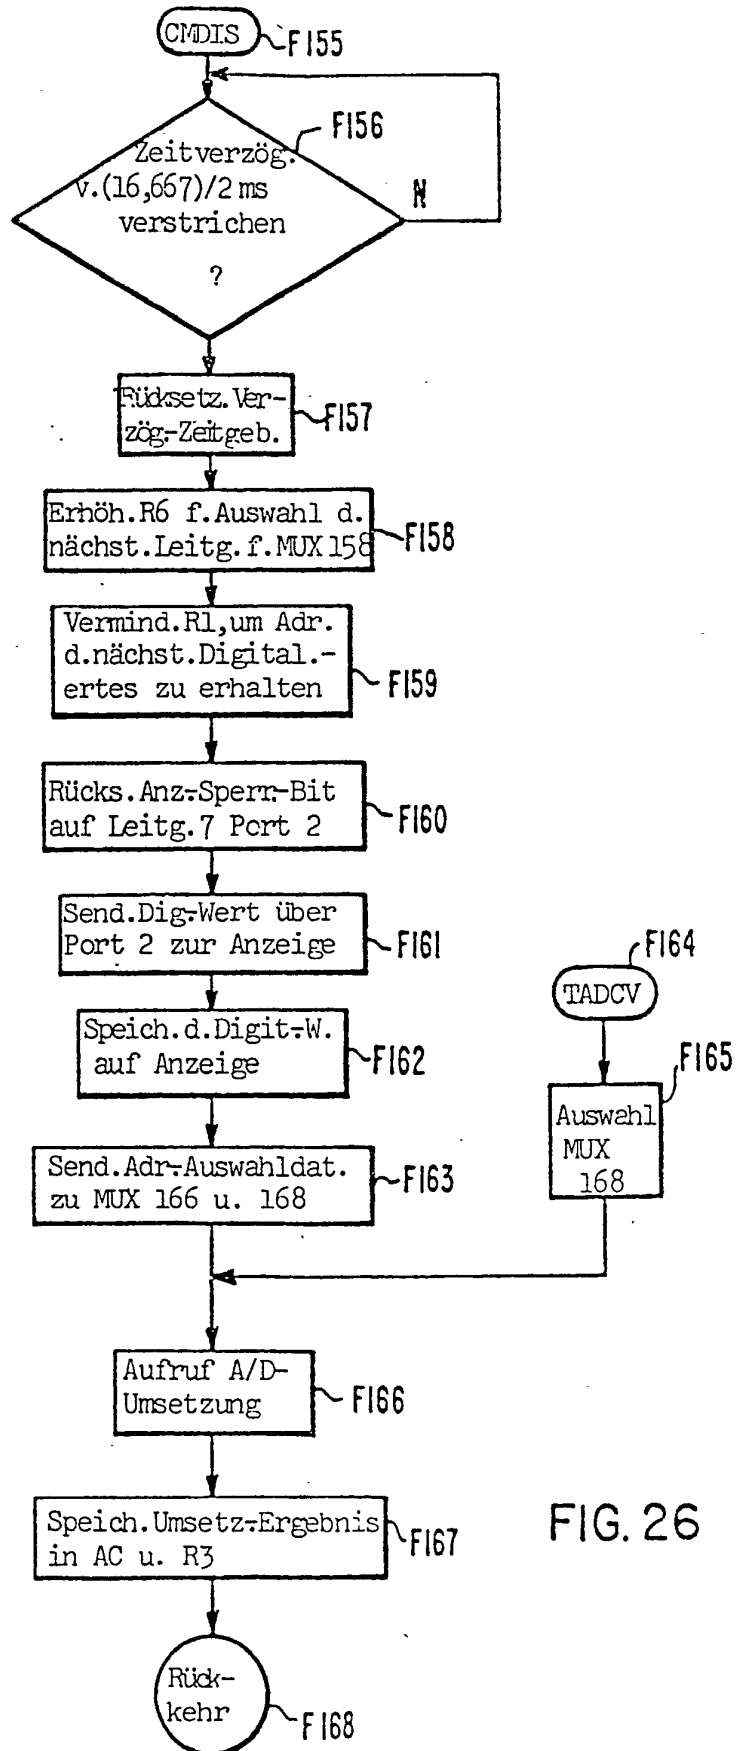 CMDIS
F155
F156
Zeitverzög.
v.(16,667)/2 ms
verstrichen
?
N
Rücksetz.Ver-
zög.-Zeitgeb.
F157
Erhöh.R6 f.Auswahl d.
nächst.Leitg.f.MUX 158
F158
Vermind.R1,um Adr.
d.nächst.Digital.-
ertes zu erhalten
F159
Rücks.Anz.-Sperr.-Bit
auf Leitg.7 Port 2
F160
Send.Dig.-Wert über
Port 2 zur Anzeige
F161
F164
TADCV
Speich.d.Digit.-W.
auf Anzeige
F162
F165
Auswahl
MUX
168
Send.Adr.-Auswahldat.
zu MUX 166 u. 168
F163
Aufruf A/D-
Umsetzung
F166
Speich.Umsetz.-Ergebnis
in AC u. R3
F167
FIG. 26
Rück-
kehr
F168